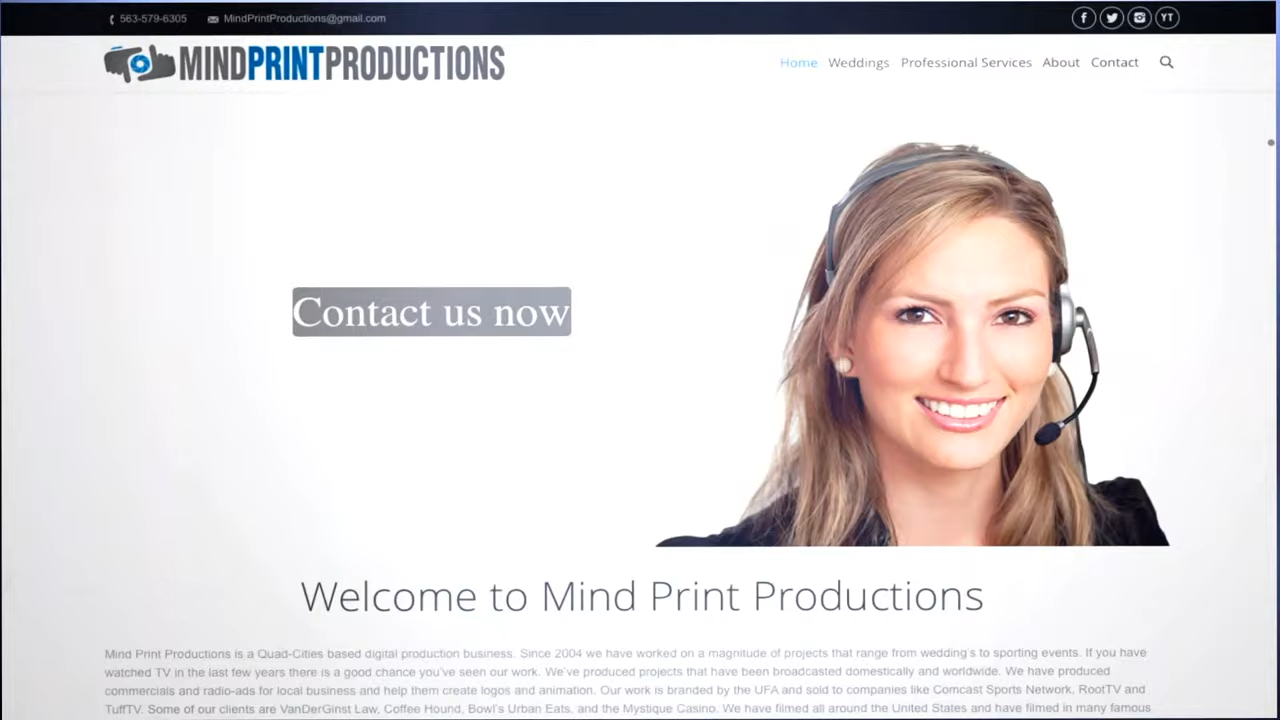 563-579-6305 MindPrintProductions@gmail.com YT
MINDPRINTPRODUCTIONS
Home Weddings Professional Services About Contact
Contact us now
Welcome to Mind Print Productions
Mind Print Productions is a Quad-Cities based digital production business. Since 2004 we have worked on a magnitude of projects that range from wedding's to sporting events. If you have
watched TV in the last few years there is a good chance you've seen our work. We've produced projects that have been broadcasted domestically and worldwide. We have produced
commercials and radio-ads for local business and help them create logos and animation. Our work is branded by the UFA and sold to companies like Comcast Sports Network, RootTV and
TuffTV. Some of our clients are VanDerGinst Law, Coffee Hound, Bowl's Urban Eats, and the Mystique Casino. We have filmed all around the United States and have filmed in many famous